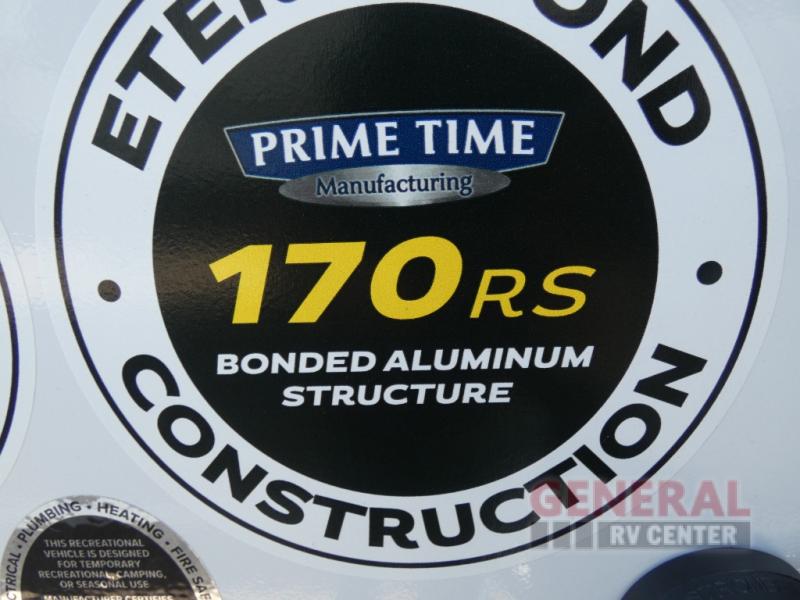 PRIME TIME
Manufacturing
170RS
BONDED ALUMINUM
STRUCTURE
CONSTRUCTION
GENERAL
RV CENTER
PLUMBING • HEATING •
THIS RECREATIONAL
VEHICLE IS DESIGNED
FOR TEMPORARY
RECREATIONAL, CAMPING,
OR SEASONAL USE